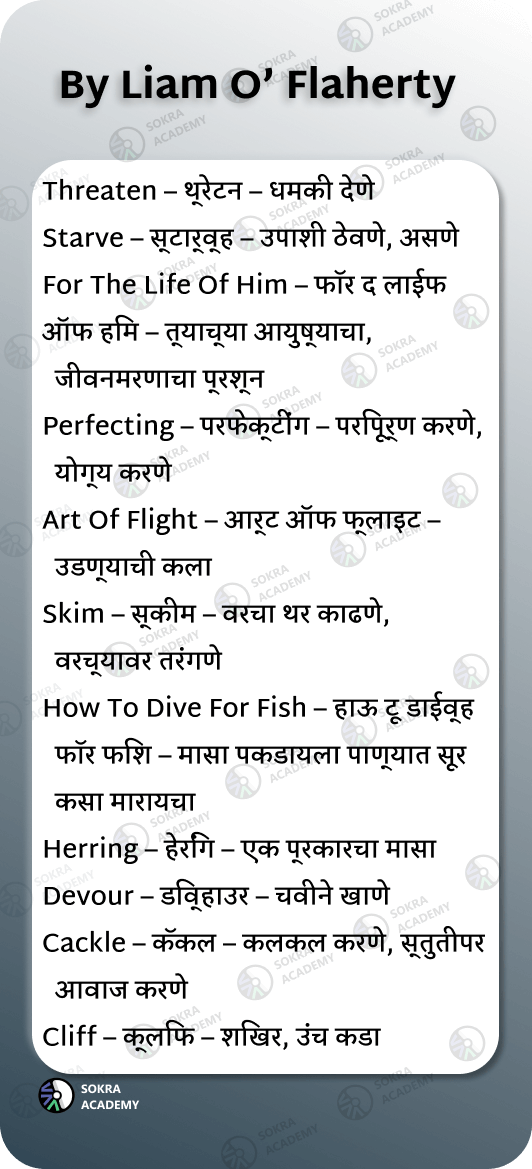 By Liam O’ Flaherty
Threaten – थ्रेटन – धमकी देणे
Starve – स्टार्व्ह – उपाशी ठेवणे, असणे
For The Life Of Him – फॉर द लाईफ
ऑफ हिम – त्याच्या आयुष्याचा,
जीवनमरणाचा प्रश्न
Perfecting – परफेक्टींग – परिपूर्ण करणे,
योग्य करणे
Art Of Flight – आर्ट ऑफ फ्लाइट –
उडण्याची कला
Skim – स्कीम – वरचा थर काढणे,
वरच्यावर तरंगणे
How To Dive For Fish – हाऊ टू डाईव्ह
फॉर फिश – मासा पकडायला पाण्यात सूर
कसा मारायचा
Herring – हेरिंग – एक प्रकारचा मासा
Devour – डिव्हाउर – चवीने खाणे
Cackle – कॅकल – कलकल करणे, स्तुतीपर
आवाज करणे
Cliff – क्लिफ – शिखर, उंच कडा
SOKRA
ACADEMY